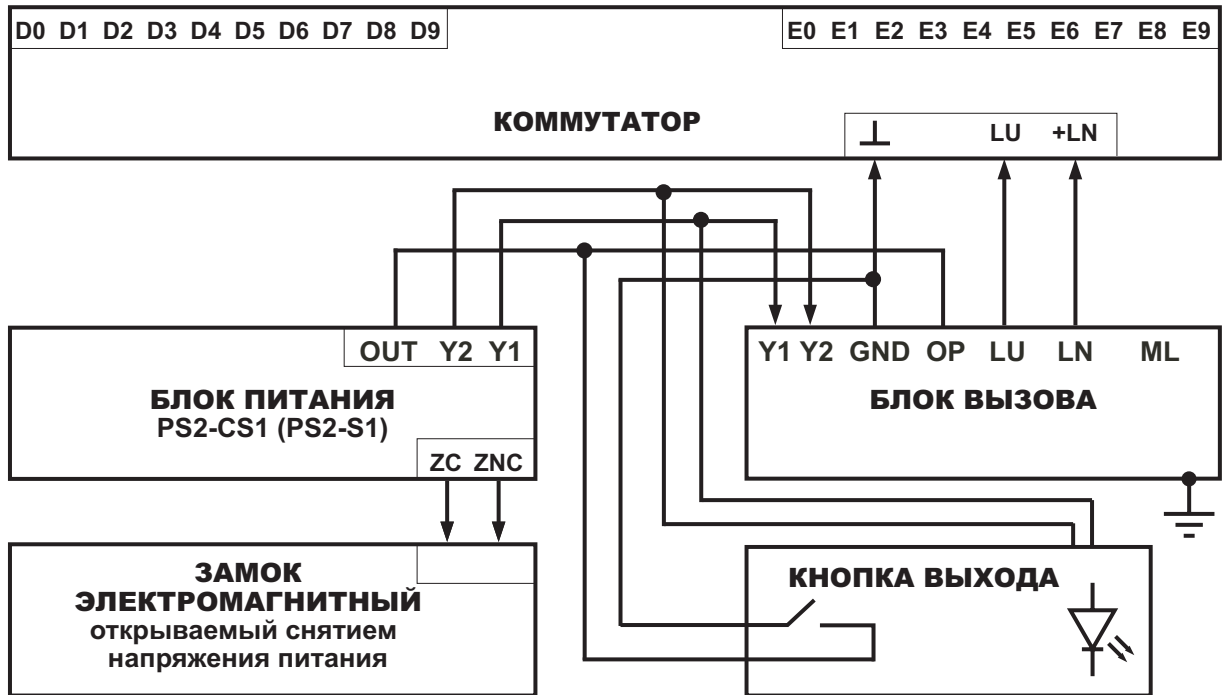 D0 D1 D2 D3 D4 D5 D6 D7 D8 D9
E0 E1 E2 E3 E4 E5 E6 E7 E8 E9
КОММУТАТОР
LU +LN
OUT Y2 Y1
БЛОК ПИТАНИЯ
PS2-CS1 (PS2-S1)
ZC ZNC
Y1 Y2 GND OP LU LN ML
БЛОК ВЫЗОВА
ЗАМОК
ЭЛЕКТРОМАГНИТНЫЙ
открываемый снятием
напряжения питания
КНОПКА ВЫХОДА